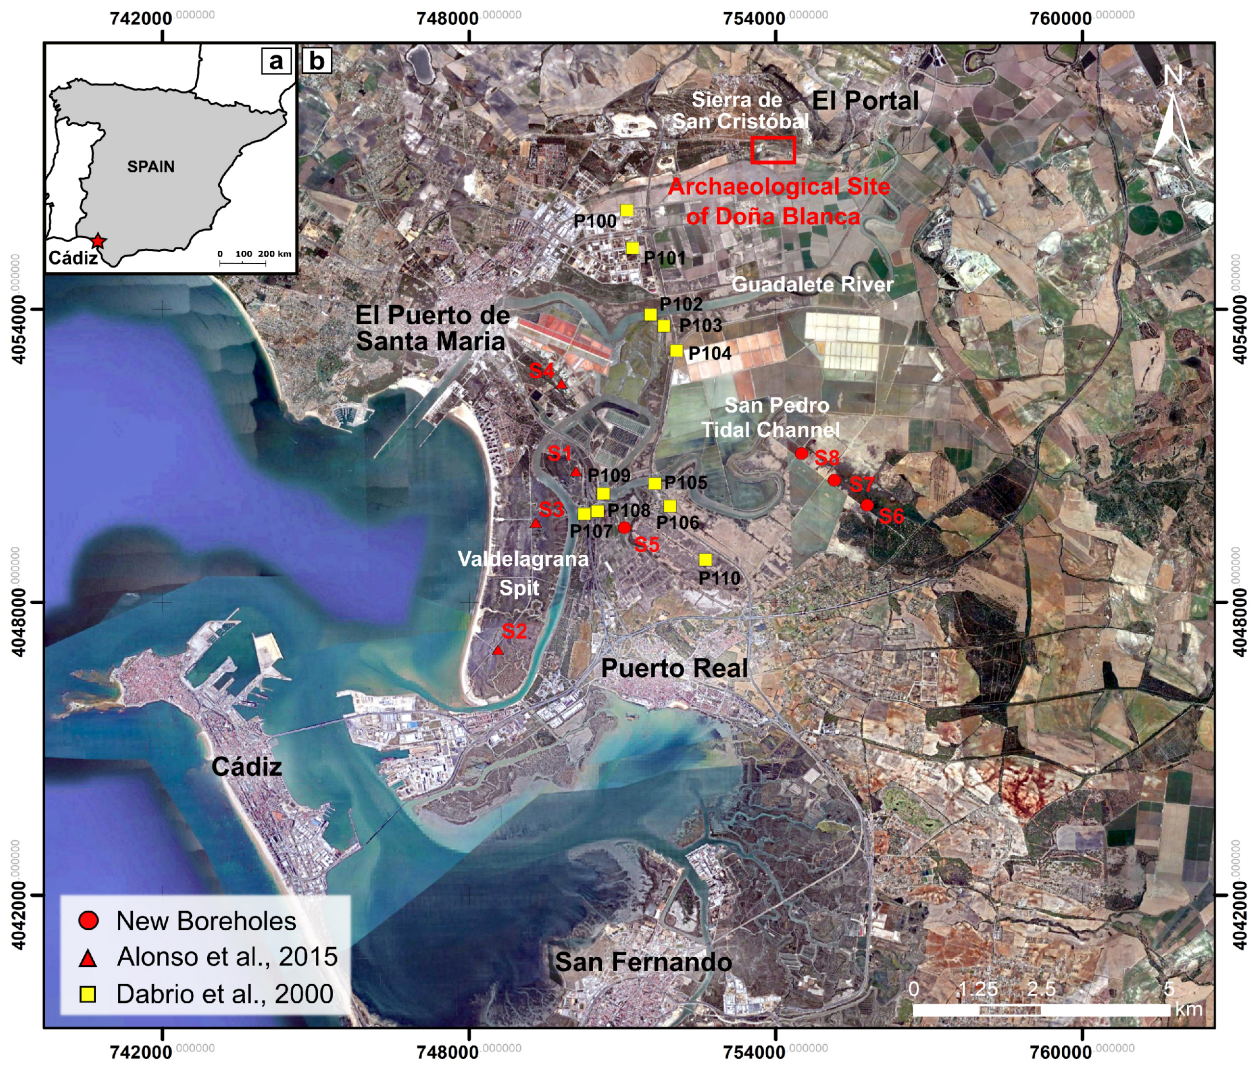 742000.000000 748000.000000 754000.000000 760000.000000
a
b
SPAIN
Cádiz
0 100 200 km
N
El Portal
Sierra de
San Cristóbal
Archaeological Site
of Doña Blanca
P100
P101
Guadalete River
P102
P103
P104
El Puerto de
Santa Maria
S4
San Pedro
Tidal Channel
S1
S8
P109
P105
S7
S3
P108
P106
S6
P107
S5
Valdelagrana
Spit
P110
S2
Puerto Real
Cádiz
San Fernando
New Boreholes
Alonso et al., 2015
Dabrio et al., 2000
0 1.25 2.5 5
km
4054000.000000
4048000.000000
4042000.000000
4054000.000000
4048000.000000
4042000.000000
742000.000000 748000.000000 754000.000000 760000.000000